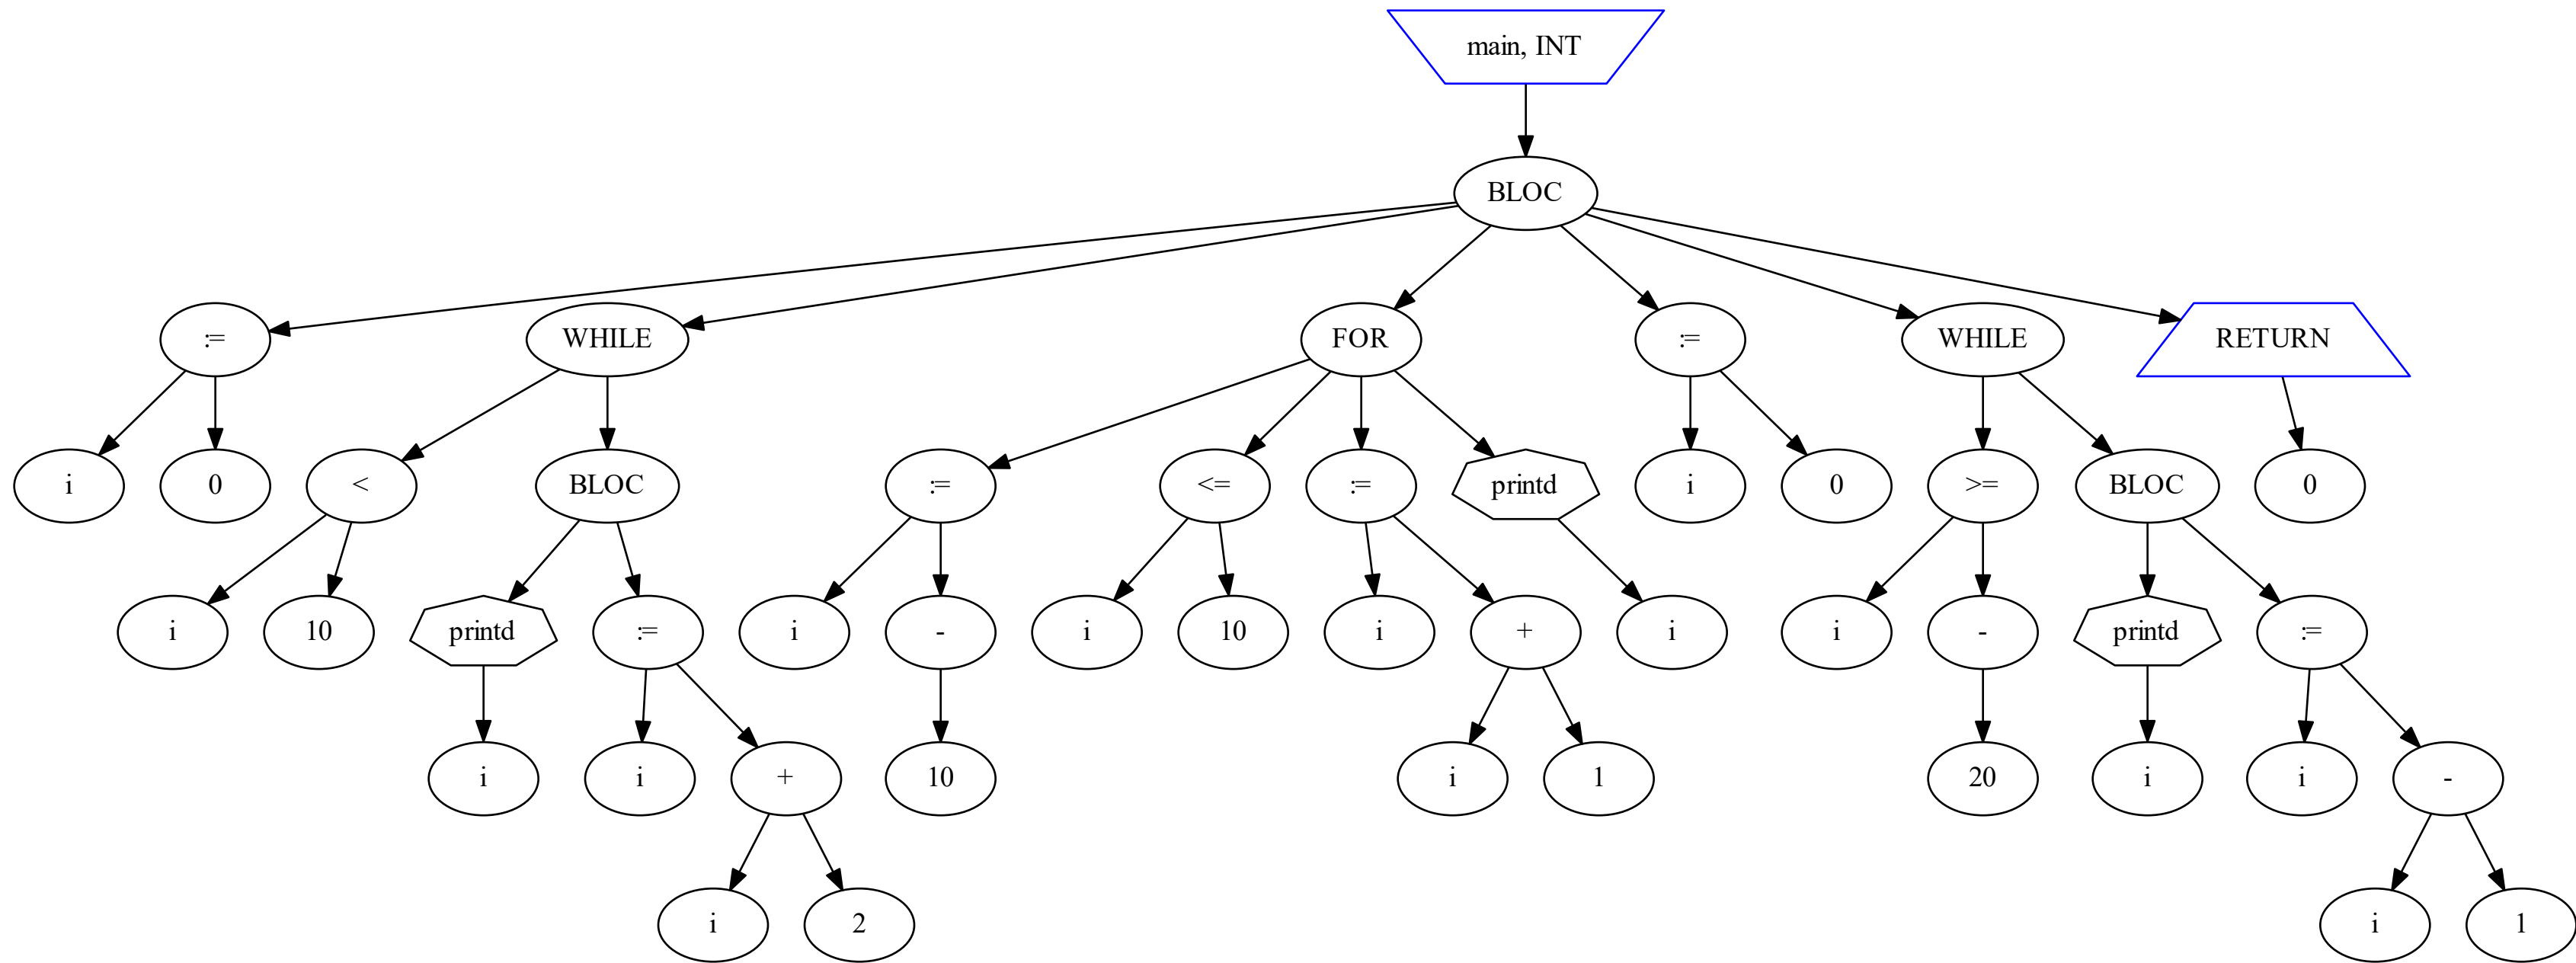 main, INT
BLOC
:=
WHILE
FOR
:=
WHILE
RETURN
i
0
<
BLOC
:=
<=
:=
printd
i
0
>=
BLOC
0
i
10
printd
:=
i
-
i
10
i
+
i
i
-
printd
:=
i
i
+
10
i
1
20
i
i
-
i
2
i
1